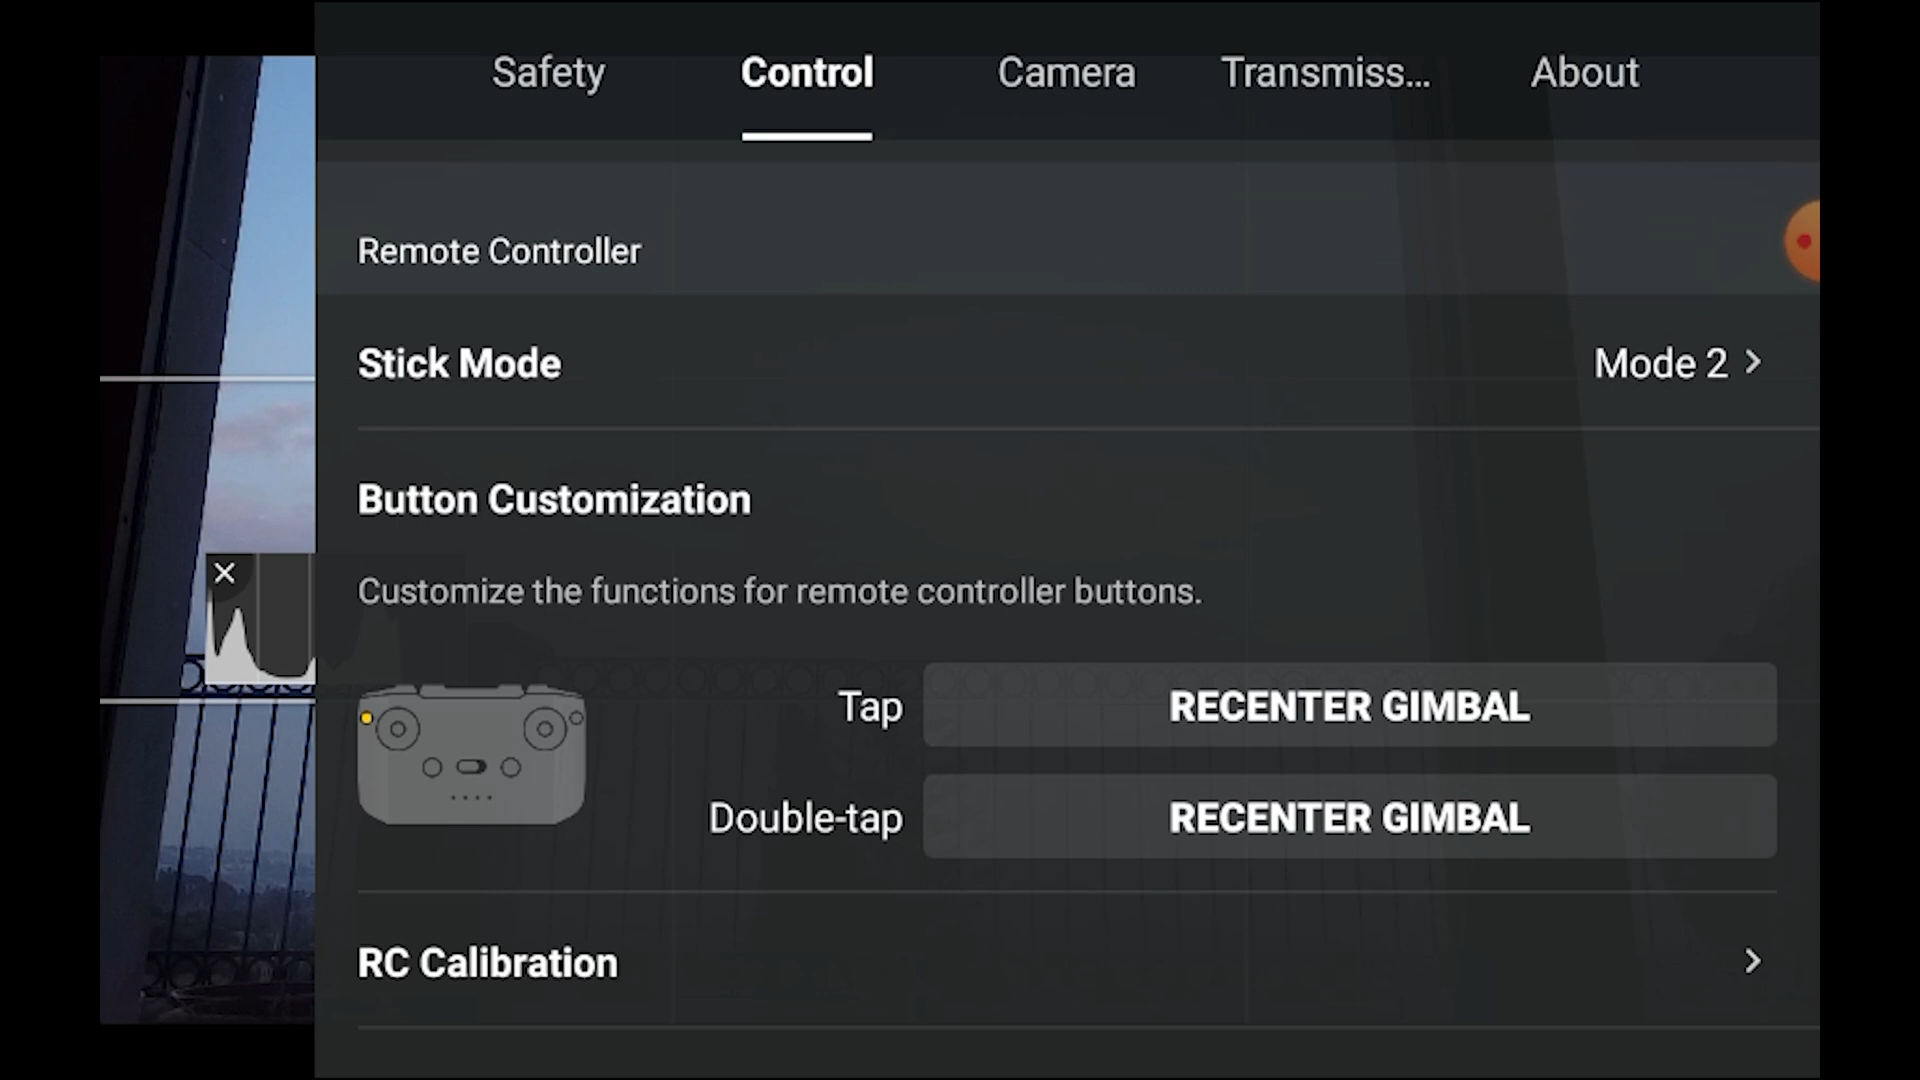 Safety Control Camera Transmiss... About
Remote Controller
Stick Mode Mode 2
Button Customization
Customize the functions for remote controller buttons.
Tap RECENTER GIMBAL
Double-tap RECENTER GIMBAL
RC Calibration